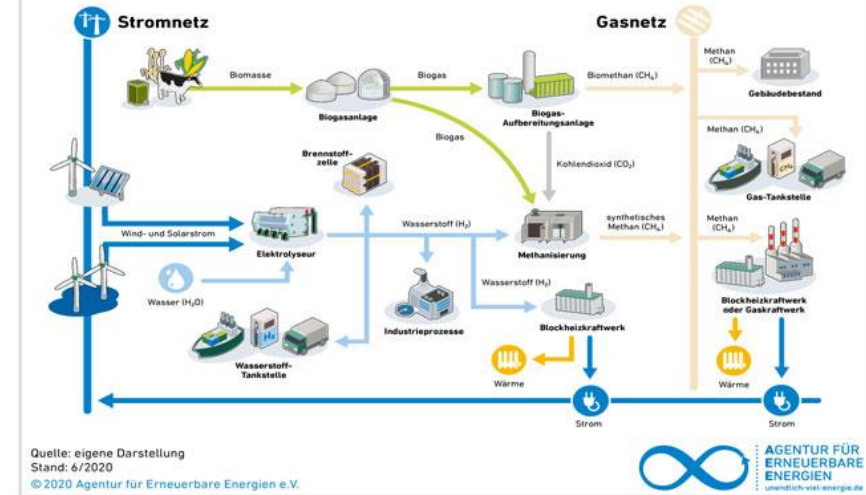 Stromnetz
Gasnetz
Biomasse
Biogasanlage
Biogas
Biogas-
Aufbereitungsanlage
Biomethan (CH₄)
Methan
(CH₄)
Gebäudebestand
Biogas
Kohlendioxid (CO₂)
Methan (CH₄)
CH₄
Gas-Tankstelle
Brennstoff-
zelle
Wind- und Solarstrom
Elektrolyseur
Wasserstoff (H₂)
Methanisierung
synthetisches
Methan (CH₄)
Methan
(CH₄)
Wasser (H₂O)
Industrieprozesse
Wasserstoff (H₂)
Blockheizkraftwerk
Blockheizkraftwerk
oder Gaskraftwerk
H₂
Wasserstoff-
Tankstelle
Wärme
Wärme
Strom
Strom
Quelle: eigene Darstellung
Stand: 6/2020
© 2020 Agentur für Erneuerbare Energien e.V.
AGENTUR FÜR
ERNEUERBARE
ENERGIEN
unendlich-viel-energie.de